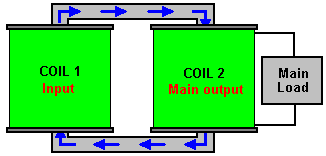 COIL 1
Input
COIL 2
Main output
Main
Load